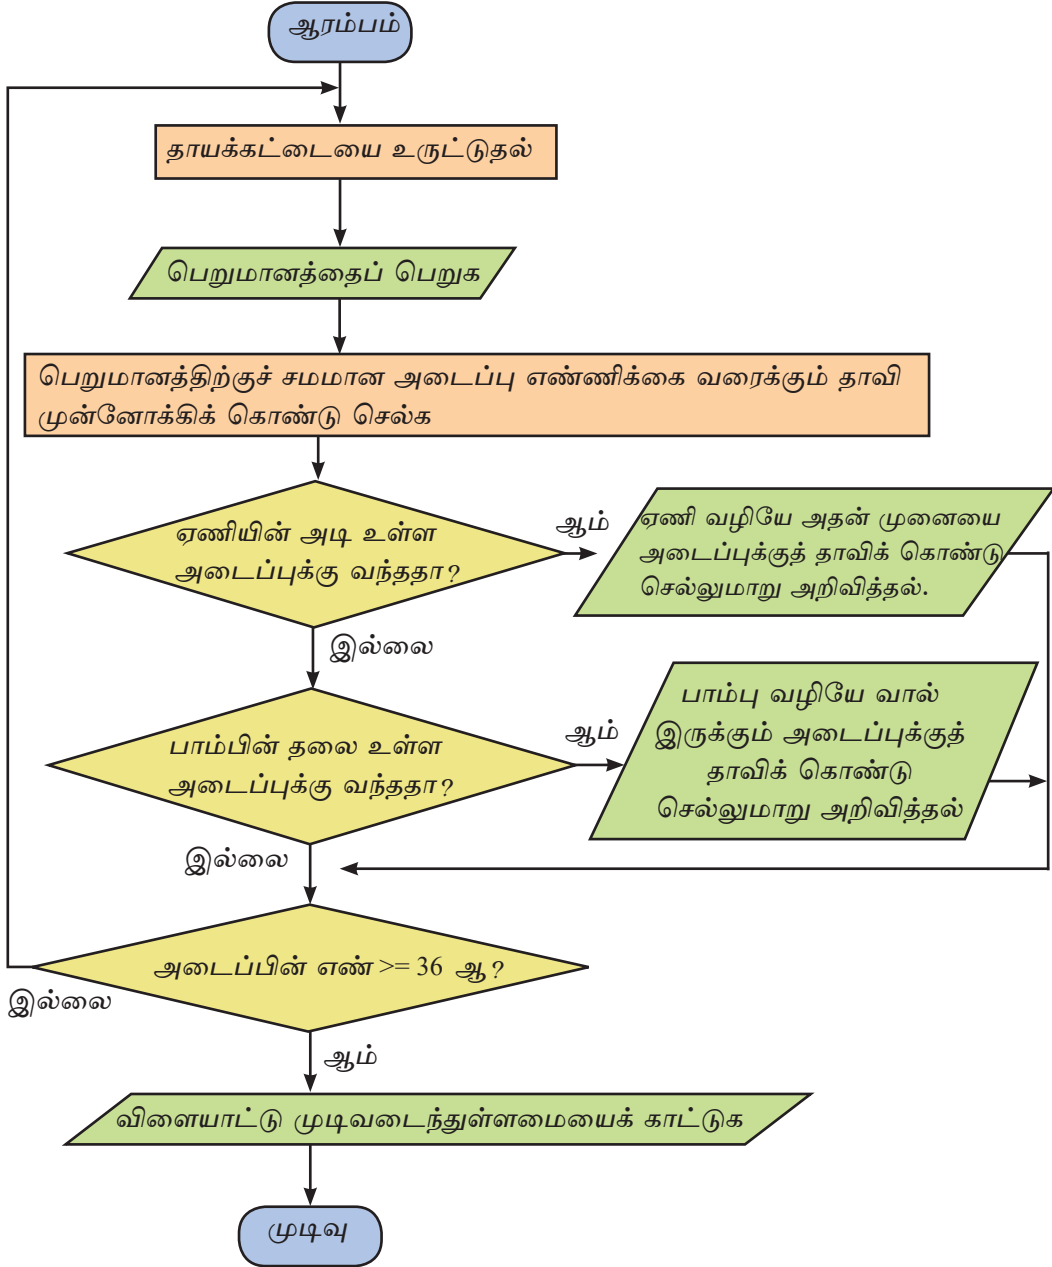 ஆரம்பம்
தாயக்கட்டையை உருட்டுதல்
பெறுமானத்தைப் பெறுக
பெறுமானத்திற்குச் சமமான அடைப்பு எண்ணிக்கை வரைக்கும் தாவி
முன்னோக்கிக் கொண்டு செல்க
ஏணியின் அடி உள்ள
அடைப்புக்கு வந்ததா?
ஆம்
ஏணி வழியே அதன் முனையை
அடைப்புக்குத் தாவிக் கொண்டு
செல்லுமாறு அறிவித்தல்.
இல்லை
பாம்பின் தலை உள்ள
அடைப்புக்கு வந்ததா?
ஆம்
பாம்பு வழியே வால்
இருக்கும் அடைப்புக்குத்
தாவிக் கொண்டு
செல்லுமாறு அறிவித்தல்
இல்லை
அடைப்பின் எண் >= 36 ஆ?
இல்லை
ஆம்
விளையாட்டு முடிவடைந்துள்ளமையைக் காட்டுக
முடிவு